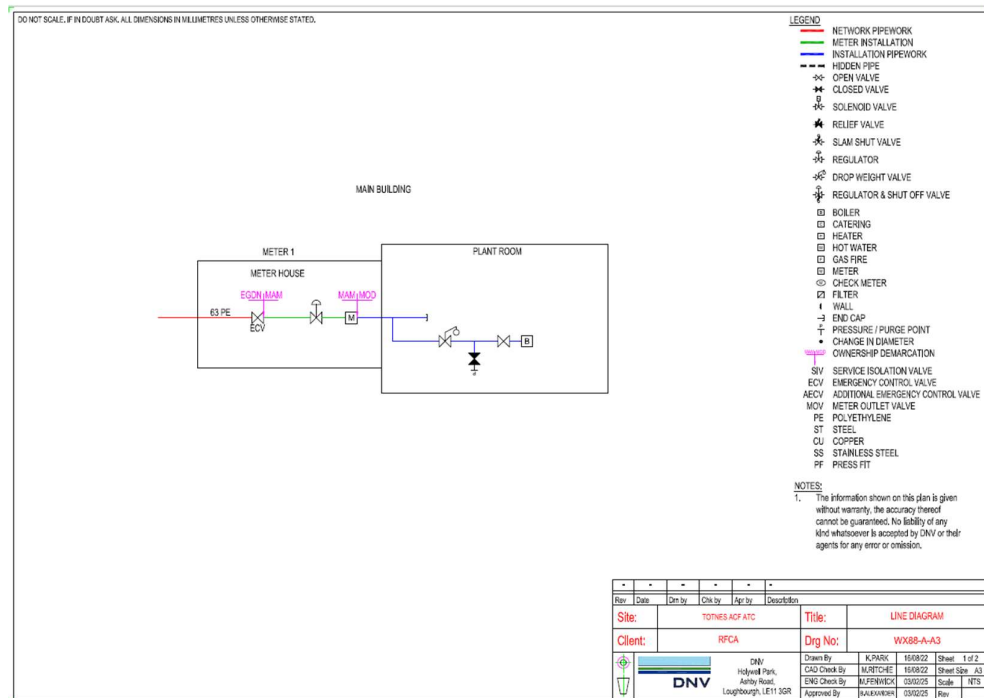 DO NOT SCALE. IF IN DOUBT ASK. ALL DIMENSIONS IN MILLIMETRES UNLESS OTHERWISE STATED.
MAIN BUILDING
METER 1
PLANT ROOM
METER HOUSE
EGON MAM
MAM MOD
63 PE
ECV
M
B
LEGEND
NETWORK PIPEWORK
METER INSTALLATION
INSTALLATION PIPEWORK
HIDDEN PIPE
OPEN VALVE
CLOSED VALVE
SOLENOID VALVE
RELIEF VALVE
SLAM SHUT VALVE
REGULATOR
DROP WEIGHT VALVE
REGULATOR & SHUT OFF VALVE
BOILER
CATERING
HEATER
HOT WATER
GAS FIRE
METER
CHECK METER
FILTER
WALL
END CAP
PRESSURE / PURGE POINT
CHANGE IN DIAMETER
OWNERSHIP DEMARCATION
SIV SERVICE ISOLATION VALVE
ECV EMERGENCY CONTROL VALVE
AECV ADDITIONAL EMERGENCY CONTROL VALVE
MOV METER OUTLET VALVE
PE POLYETHYLENE
ST STEEL
CU COPPER
SS STAINLESS STEEL
PF PRESS FIT
NOTES:
1. The information shown on this plan is given
without warranty, the accuracy thereof
cannot be guaranteed. No liability of any
kind whatsoever is accepted by DNV or their
agents for any error or omission.
- - - - - -
Rev Date Drn by Chk by Apr by Description
Site: TOTNES ACF ATC Title: LINE DIAGRAM
Client: RFCA Drg No: WX88-A-A3
DNV
DNV
Holywell Park,
Ashby Road,
Loughbourgh, LE11 3GR
Drawn By K.PARK 16/08/22 Sheet 1 of 2
CAD Check By M.RITCHIE 16/08/22 Sheet Size A3
ENG Check By M.FENWICK 03/02/25 Scale NTS
Approved By R.ALEXANDER 03/02/25 Rev